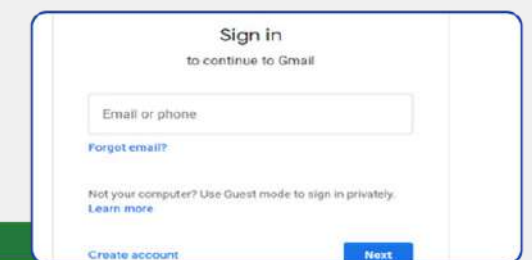 Sign in
to continue to Gmail
Email or phone
Forgot email?
Not your computer? Use Guest mode to sign in privately.
Learn more
Create account
Next